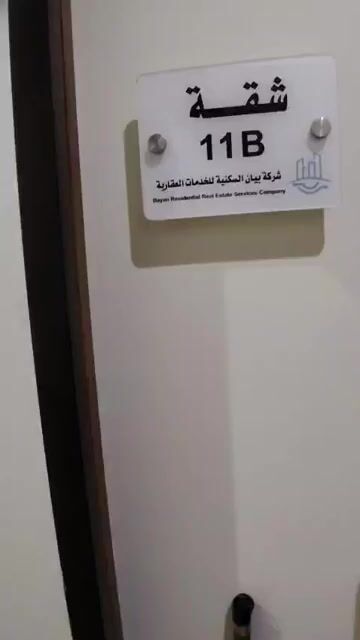 شقة
11B
شركة بيان السكنية للخدمات العقارية
Bayan Residential Real Estate Services Company